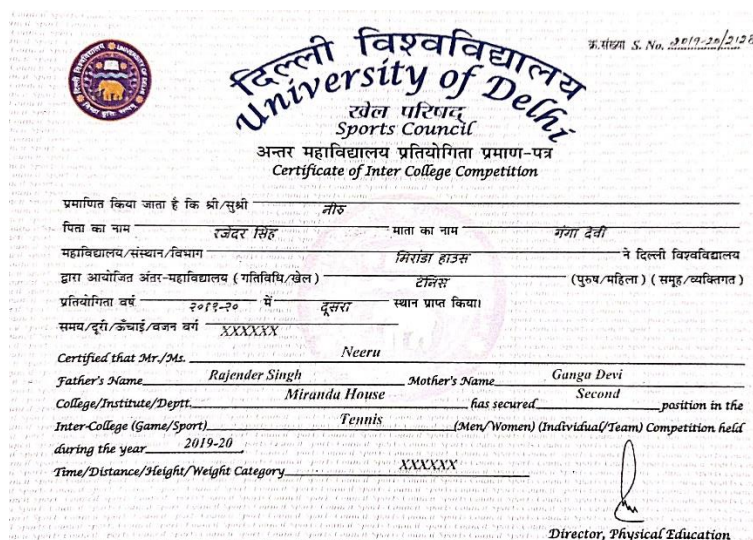 क्र.संख्या S. No. 2019-20/2128
दिल्ली विश्वविद्यालय
University of Delhi
खेल परिषद्
Sports Council
अन्तर महाविद्यालय प्रतियोगिता प्रमाण-पत्र
Certificate of Inter College Competition
प्रमाणित किया जाता है कि श्री/सुश्री नीरु
पिता का नाम रजेंदर सिंह माता का नाम गंगा देवी
महाविद्यालय/संस्थान/विभाग मिरांडा हाउस ने दिल्ली विश्वविद्यालय
द्वारा आयोजित अंतर-महाविद्यालय (गतिविधि/खेल) टेनिस (पुरुष/महिला) (समूह/व्यक्तिगत)
प्रतियोगिता वर्ष २०१९-२० में दूसरा स्थान प्राप्त किया।
समय/दूरी/ऊँचाई/वजन वर्ग XXXXXX
Certified that Mr./Ms. Neeru
Father's Name Rajender Singh Mother's Name Ganga Devi
College/Institute/Deptt. Miranda House has secured Second position in the
Inter-College (Game/Sport) Tennis (Men/Women) (Individual/Team) Competition held
during the year 2019-20
Time/Distance/Height/Weight Category XXXXXX
Director, Physical Education